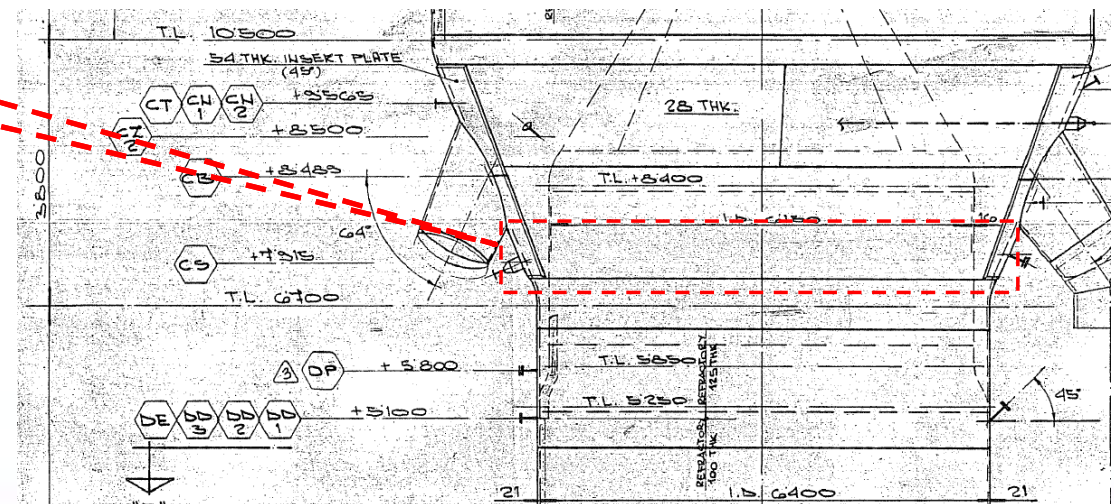 T.L. 10500
54 THK. INSERT PLATE
(45°)
CT CN 1 CN 2 +9565
28 THK.
CZ 2 +8500
CB +8489
T.L. +8400
3800
64°
CS +7915
T.L. 6700
3 DP +5800
T.L. 5850
DE DD 3 DD 2 DD 1 +5100
T.L. 5250
45°
REFRACTORY 100 THK
REFRACTORY 125 THK
21
I.D. 6400
21